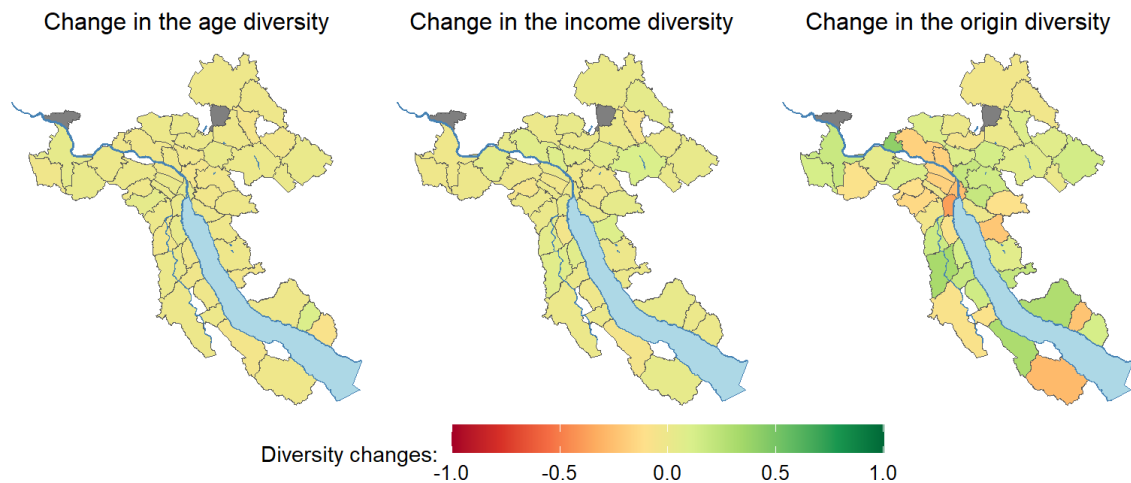 Change in the age diversity
Change in the income diversity
Change in the origin diversity
Diversity changes:
-1.0 -0.5 0.0 0.5 1.0